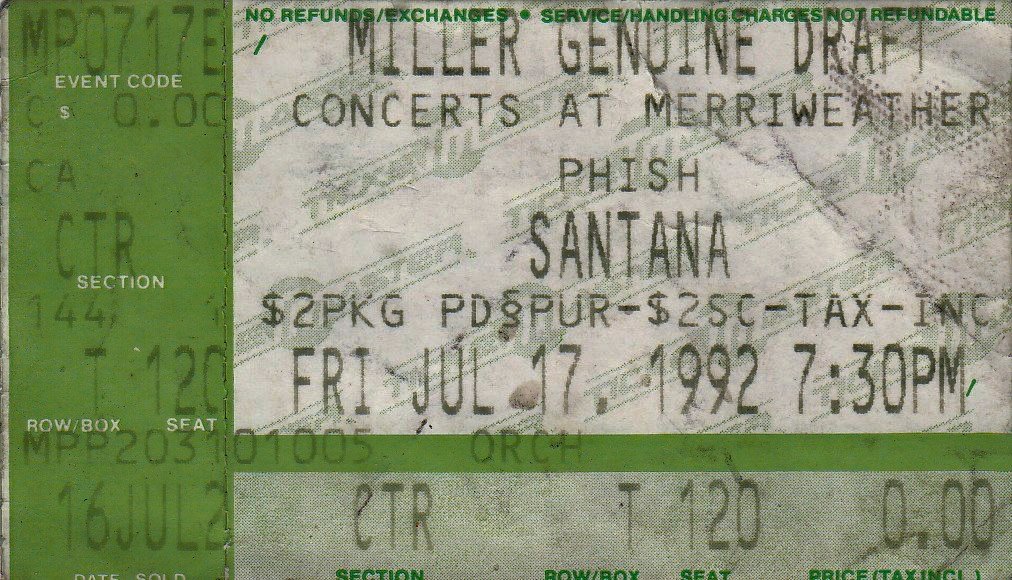 NO REFUNDS/EXCHANGES • SERVICE/HANDLING CHARGES NOT REFUNDABLE
MP0717E MILLER GENUINE DRAFT
EVENT CODE
$ 0.00 CONCERTS AT MERRIWEATHER
CA PHISH
CTR SANTANA
SECTION
$2PKG PD§PUR-$2SC-TAX-INC
T 120 FRI JUL 17, 1992 7:30PM
ROW/BOX SEAT
MPP203101005 ORCH
16JUL2 CTR T 120 0.00
DATE SOLD SECTION ROW/BOX SEAT PRICE(TAX INCL.)